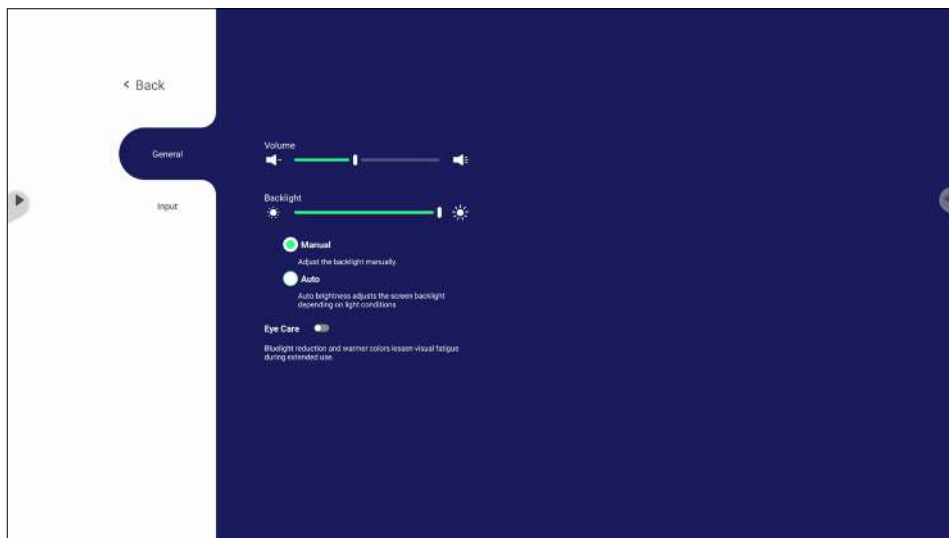 Back
General
Input
Volume
Backlight
Manual
Adjust the backlight manually.
Auto
Auto brightness adjusts the screen backlight
depending on light conditions
Eye Care
Bluelight reduction and warmer colors lessen visual fatigue
during extended use.